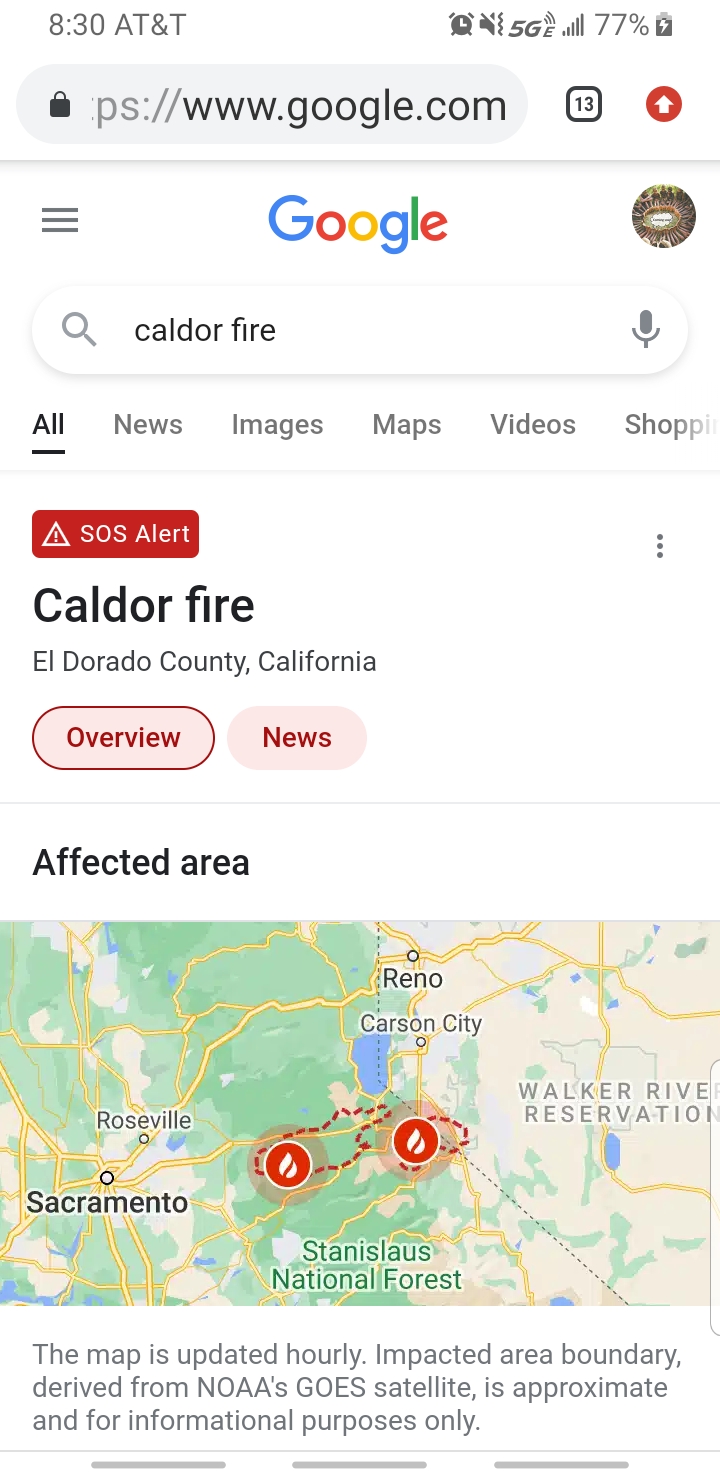 8:30 AT&T 5GE 77%
:ps://www.google.com 13
Google
caldor fire
All News Images Maps Videos Shoppi
SOS Alert
Caldor fire
El Dorado County, California
Overview News
Affected area
Reno
Carson City
WALKER RIVE
RESERVATION
Roseville
Sacramento
Stanislaus
National Forest
The map is updated hourly. Impacted area boundary,
derived from NOAA's GOES satellite, is approximate
and for informational purposes only.